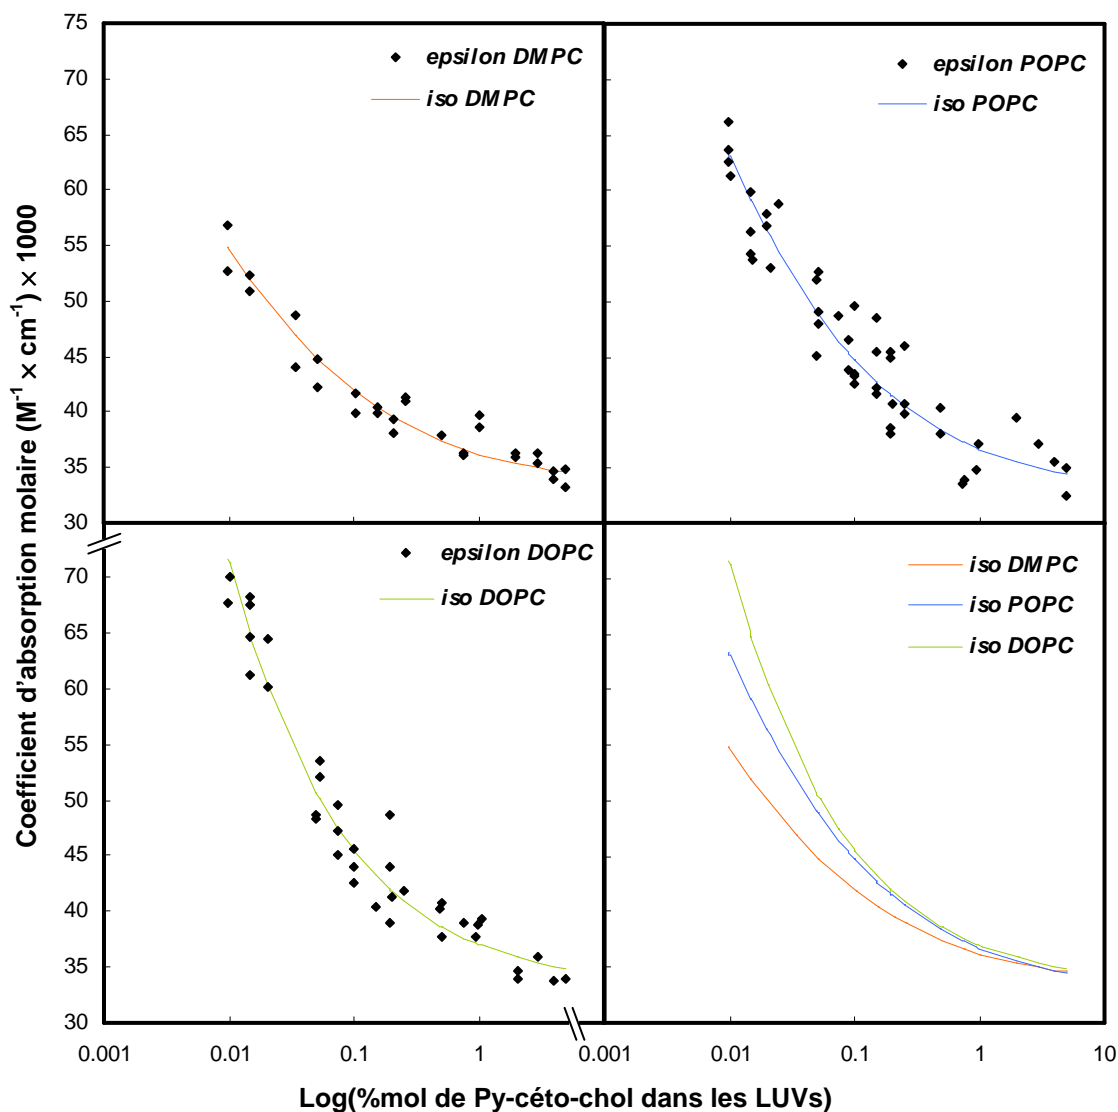 75
70
65
60
55
50
45
40
35
30
epsilon DMPC
iso DMPC
epsilon POPC
iso POPC
Coefficient d'absorption molaire (M⁻¹ × cm⁻¹) × 1000
70
65
60
55
50
45
40
35
30
epsilon DOPC
iso DOPC
iso DMPC
iso POPC
iso DOPC
0.001 0.01 0.1 1 0.001 0.01 0.1 1 10
Log(%mol de Py-céto-chol dans les LUVs)